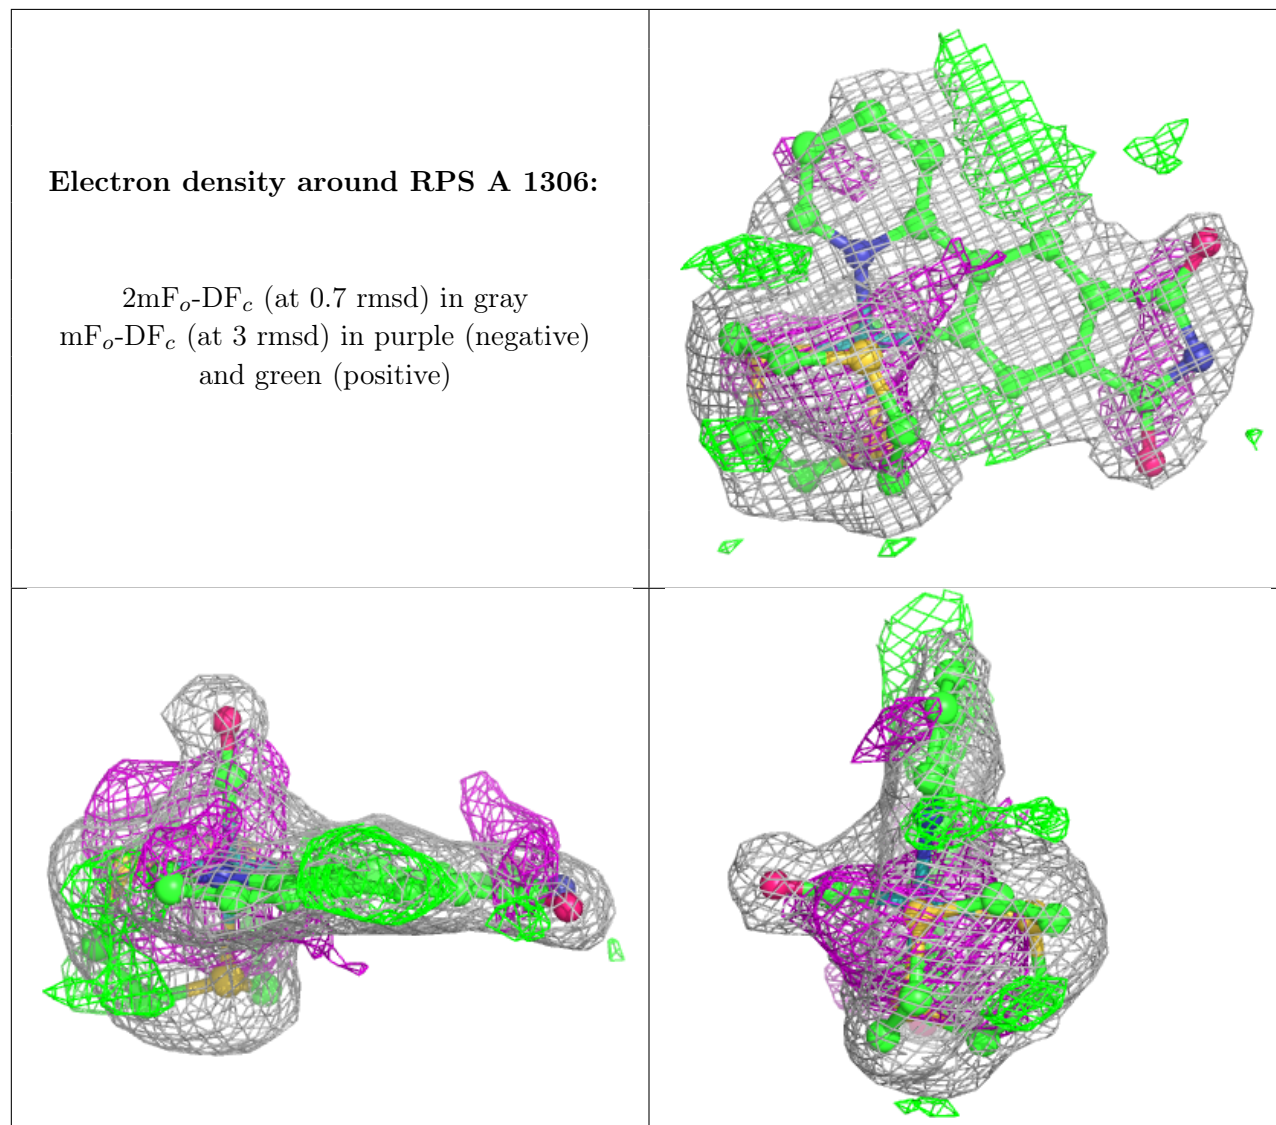 Electron density around RPS A 1306:
2mFₒ-DF𝒸 (at 0.7 rmsd) in gray
mFₒ-DF𝒸 (at 3 rmsd) in purple (negative)
and green (positive)